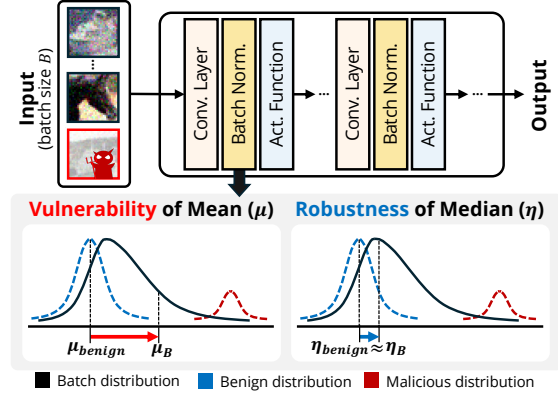 Input
(batch size B)
...
Conv. Layer
Batch Norm.
Act. Function
...
Conv. Layer
Batch Norm.
Act. Function
...
Output
Vulnerability of Mean (μ)
Robustness of Median (η)
μbenign
μB
ηbenign≈ηB
Batch distribution
Benign distribution
Malicious distribution